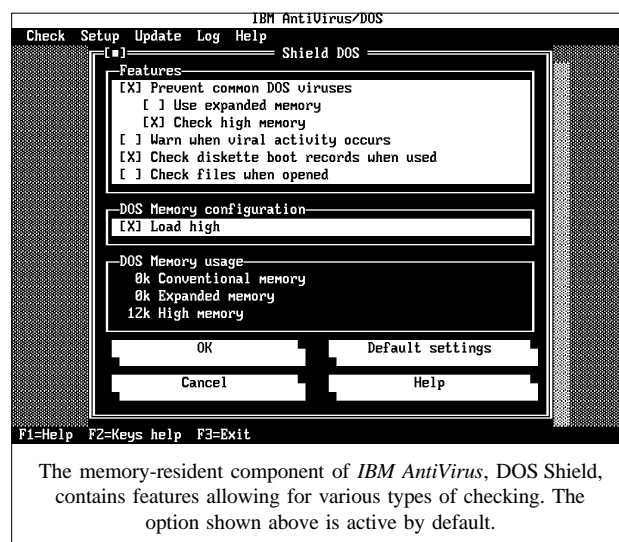 IBM AntiVirus/DOS
Check Setup Update Log Help
[■] Shield DOS
Features
[X] Prevent common DOS viruses
[ ] Use expanded memory
[X] Check high memory
[ ] Warn when viral activity occurs
[X] Check diskette boot records when used
[ ] Check files when opened
DOS Memory configuration
[X] Load high
DOS Memory usage
0k Conventional memory
0k Expanded memory
12k High memory
OK Default settings
Cancel Help
F1=Help F2=Keys help F3=Exit
The memory-resident component of IBM AntiVirus, DOS Shield,
contains features allowing for various types of checking. The
option shown above is active by default.